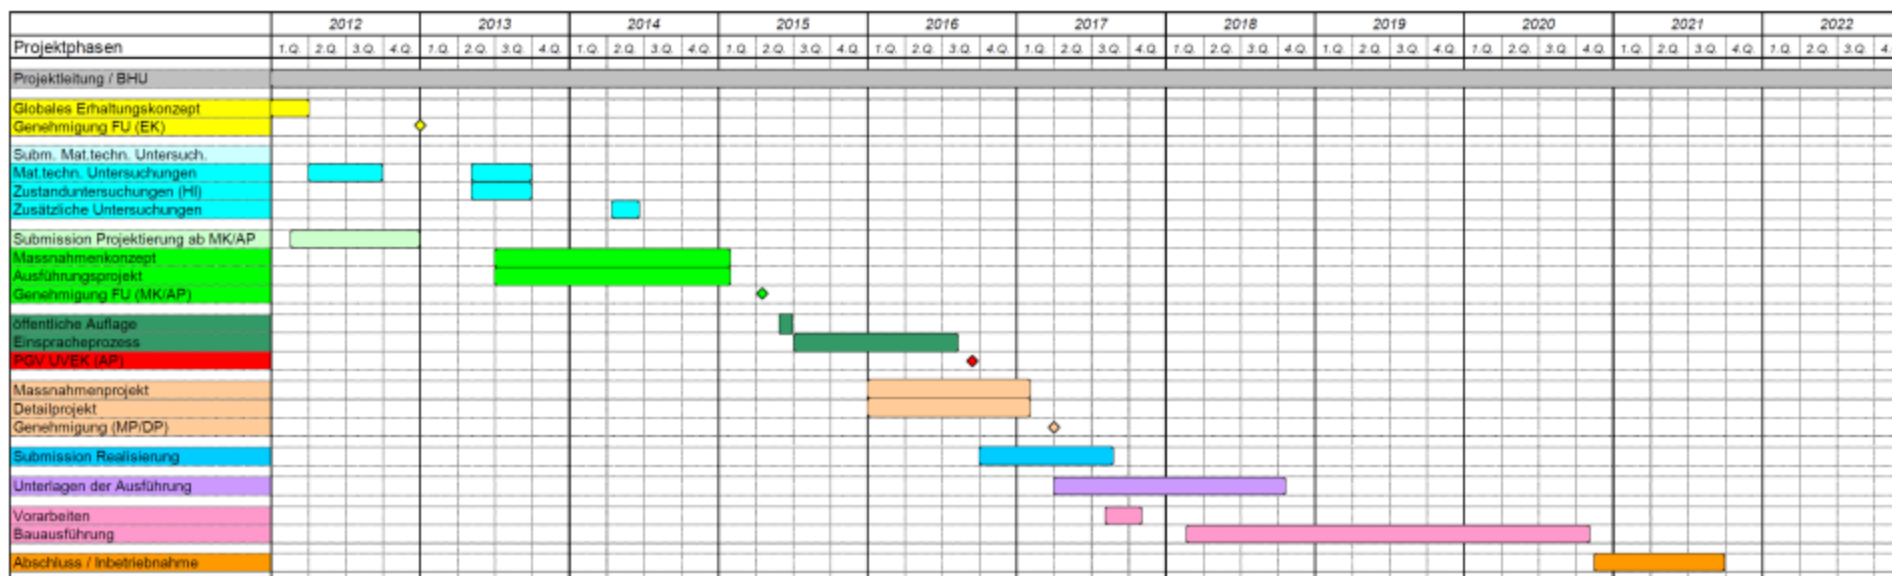 2012 2013 2014 2015 2016 2017 2018 2019 2020 2021 2022
Projektphasen 1.Q. 2.Q. 3.Q. 4.Q. 1.Q. 2.Q. 3.Q. 4.Q. 1.Q. 2.Q. 3.Q. 4.Q. 1.Q. 2.Q. 3.Q. 4.Q. 1.Q. 2.Q. 3.Q. 4.Q. 1.Q. 2.Q. 3.Q. 4.Q. 1.Q. 2.Q. 3.Q. 4.Q. 1.Q. 2.Q. 3.Q. 4.Q. 1.Q. 2.Q. 3.Q. 4.Q. 1.Q. 2.Q. 3.Q. 4.Q. 1.Q. 2.Q. 3.Q. 4.
Projektleitung / BHU
Globales Erhaltungskonzept
Genehmigung FU (EK)
Subm. Mat.techn. Untersuch.
Mat.techn. Untersuchungen
Zustanduntersuchungen (HI)
Zusätzliche Untersuchungen
Submission Projektierung ab MK/AP
Massnahmenkonzept
Ausführungsprojekt
Genehmigung FU (MK/AP)
öffentliche Auflage
Einspracheprozess
PGV UVEK (AP)
Massnahmenprojekt
Detailprojekt
Genehmigung (MP/DP)
Submission Realisierung
Unterlagen der Ausführung
Vorarbeiten
Bauausführung
Abschluss / Inbetriebnahme